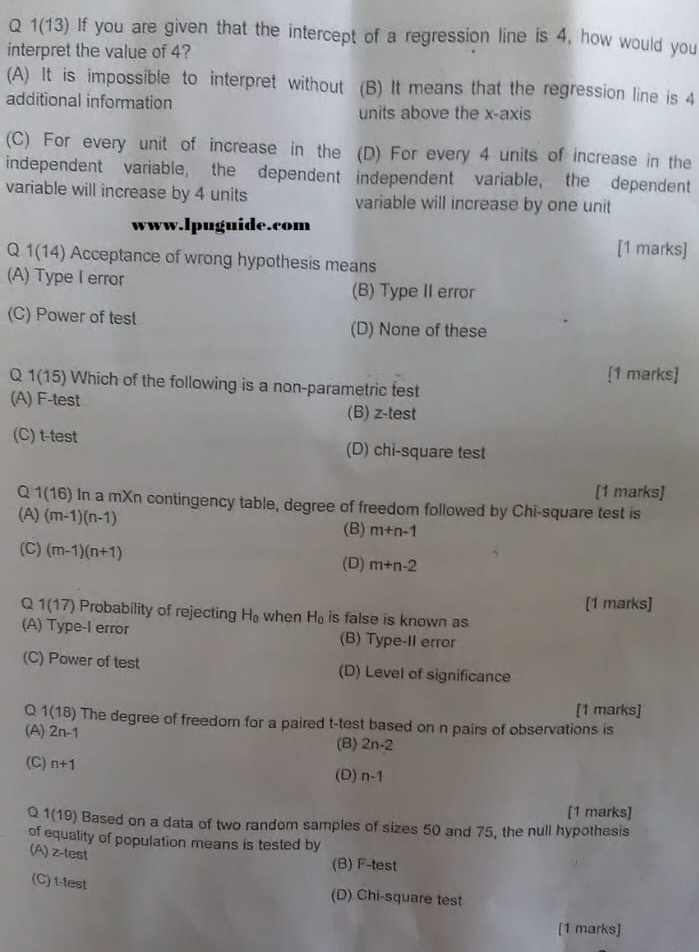 Q 1(13) If you are given that the intercept of a regression line is 4, how would you
interpret the value of 4?
(A) It is impossible to interpret without (B) It means that the regression line is 4
additional information units above the x-axis
(C) For every unit of increase in the (D) For every 4 units of increase in the
independent variable, the dependent independent variable, the dependent
variable will increase by 4 units variable will increase by one unit
www.lpuguide.com
[1 marks]
Q 1(14) Acceptance of wrong hypothesis means
(A) Type I error (B) Type II error
(C) Power of test (D) None of these
[1 marks]
Q 1(15) Which of the following is a non-parametric test
(A) F-test (B) z-test
(C) t-test (D) chi-square test
[1 marks]
Q 1(16) In a mXn contingency table, degree of freedom followed by Chi-square test is
(A) (m-1)(n-1) (B) m+n-1
(C) (m-1)(n+1) (D) m+n-2
[1 marks]
Q 1(17) Probability of rejecting H₀ when H₀ is false is known as
(A) Type-I error (B) Type-II error
(C) Power of test (D) Level of significance
[1 marks]
Q 1(18) The degree of freedom for a paired t-test based on n pairs of observations is
(A) 2n-1 (B) 2n-2
(C) n+1 (D) n-1
[1 marks]
Q 1(19) Based on a data of two random samples of sizes 50 and 75, the null hypothesis
of equality of population means is tested by
(A) z-test (B) F-test
(C) t-test (D) Chi-square test
[1 marks]